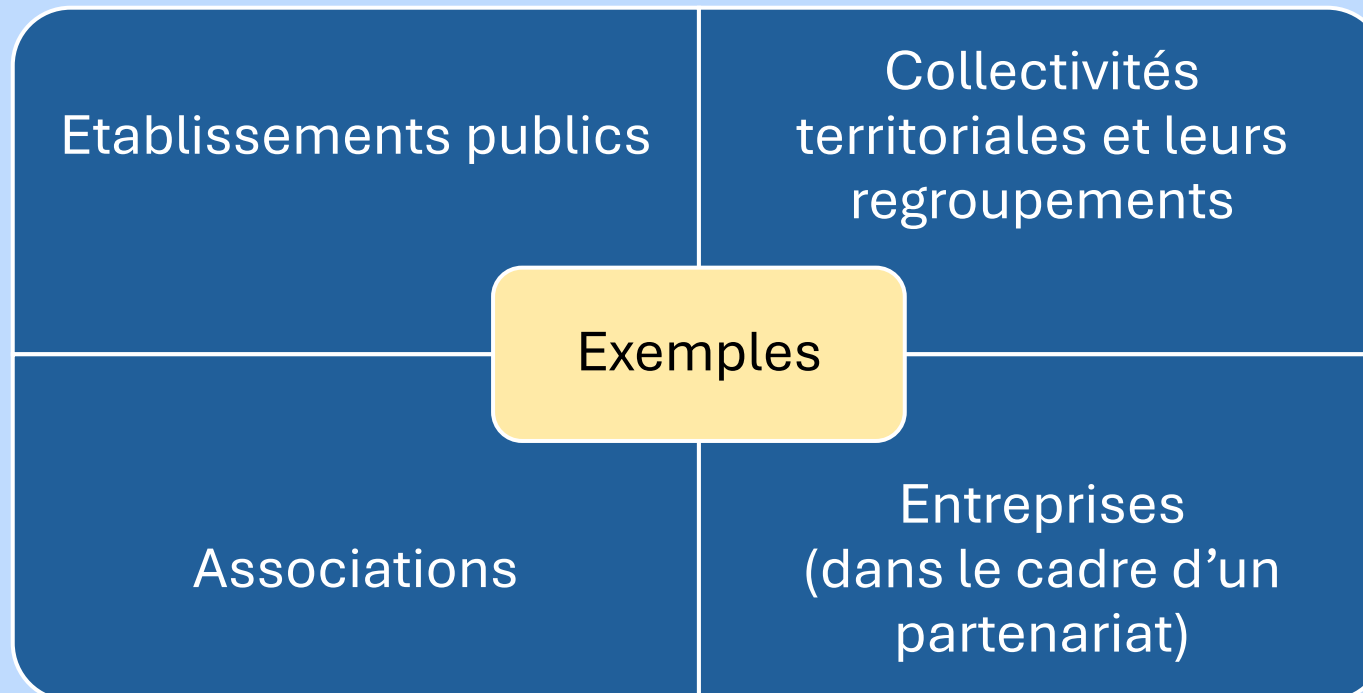 Etablissements publics
Collectivités
territoriales et leurs
regroupements
Exemples
Associations
Entreprises
(dans le cadre d’un
partenariat)